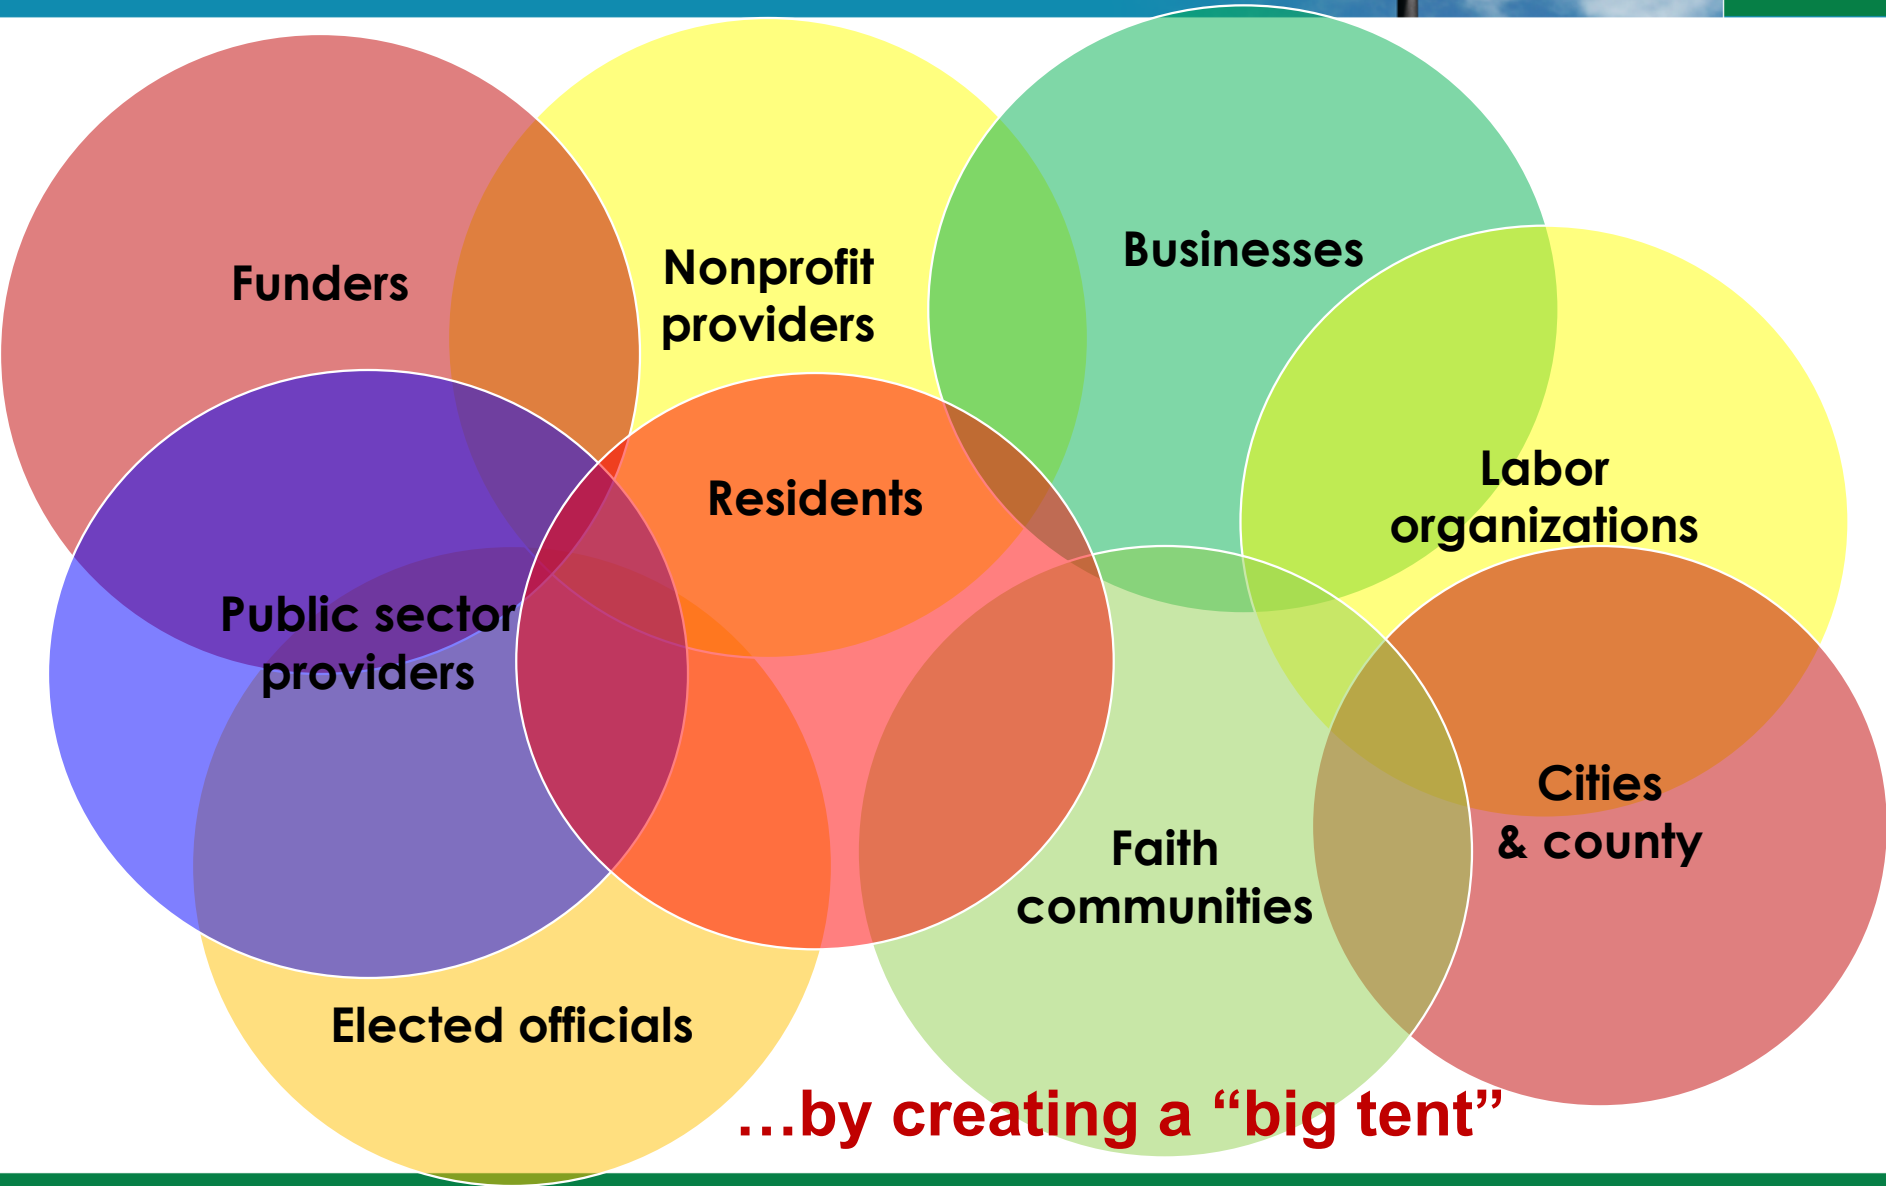 Funders
Nonprofit
providers
Businesses
Labor
organizations
Residents
Public sector
providers
Cities
& county
Faith
communities
Elected officials
…by creating a “big tent”